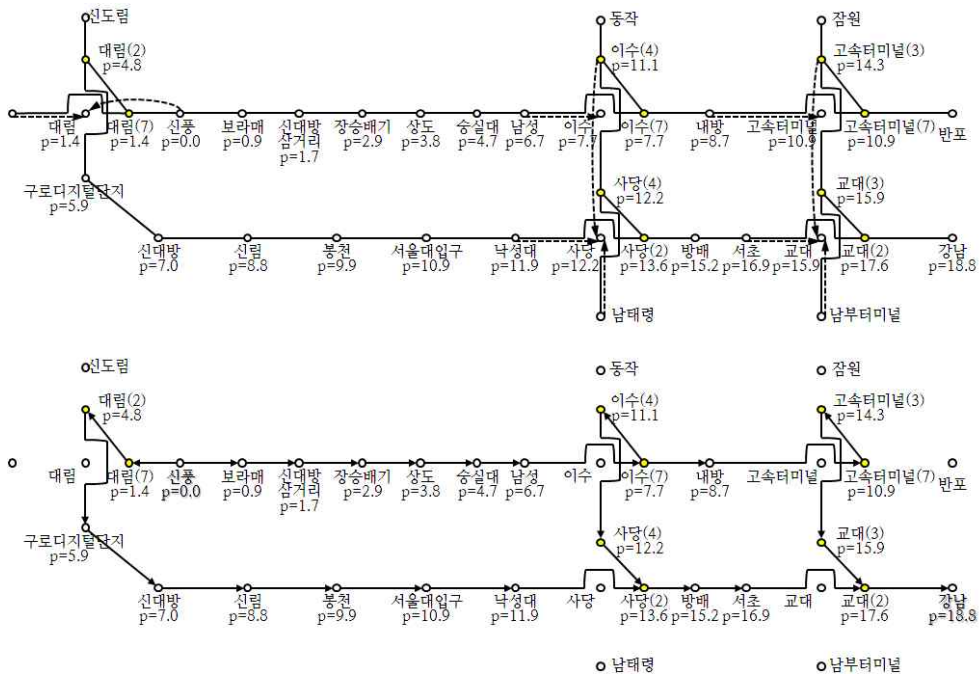 신도림
동작
잠원
대림(2)
p=4.8
이수(4)
p=11.1
고속터미널(3)
p=14.3
대림
p=1.4
대림(7)
p=1.4
신풍
p=0.0
보라매
p=0.9
신대방
삼거리
p=1.7
장승배기
p=2.9
상도
p=3.8
숭실대
p=4.7
남성
p=6.7
이수
p=7.7
이수(7)
p=7.7
내방
p=8.7
고속터미널
p=10.9
고속터미널(7)
p=10.9
반포
구로디지털단지
p=5.9
사당(4)
p=12.2
교대(3)
p=15.9
신대방
p=7.0
신림
p=8.8
봉천
p=9.9
서울대입구
p=10.9
낙성대
p=11.9
사당
p=12.2
사당(2)
p=13.6
방배
p=15.2
서초
p=16.9
교대
p=15.9
교대(2)
p=17.6
강남
p=18.8
남태령
남부터미널
신도림
동작
잠원
대림(2)
p=4.8
이수(4)
p=11.1
고속터미널(3)
p=14.3
대림
대림(7)
p=1.4
신풍
p=0.0
보라매
p=0.9
신대방
삼거리
p=1.7
장승배기
p=2.9
상도
p=3.8
숭실대
p=4.7
남성
p=6.7
이수
이수(7)
p=7.7
내방
p=8.7
고속터미널
고속터미널(7)
p=10.9
반포
구로디지털단지
p=5.9
사당(4)
p=12.2
교대(3)
p=15.9
신대방
p=7.0
신림
p=8.8
봉천
p=9.9
서울대입구
p=10.9
낙성대
p=11.9
사당
사당(2)
p=13.6
방배
p=15.2
서초
p=16.9
교대
교대(2)
p=17.6
강남
p=18.8
남태령
남부터미널